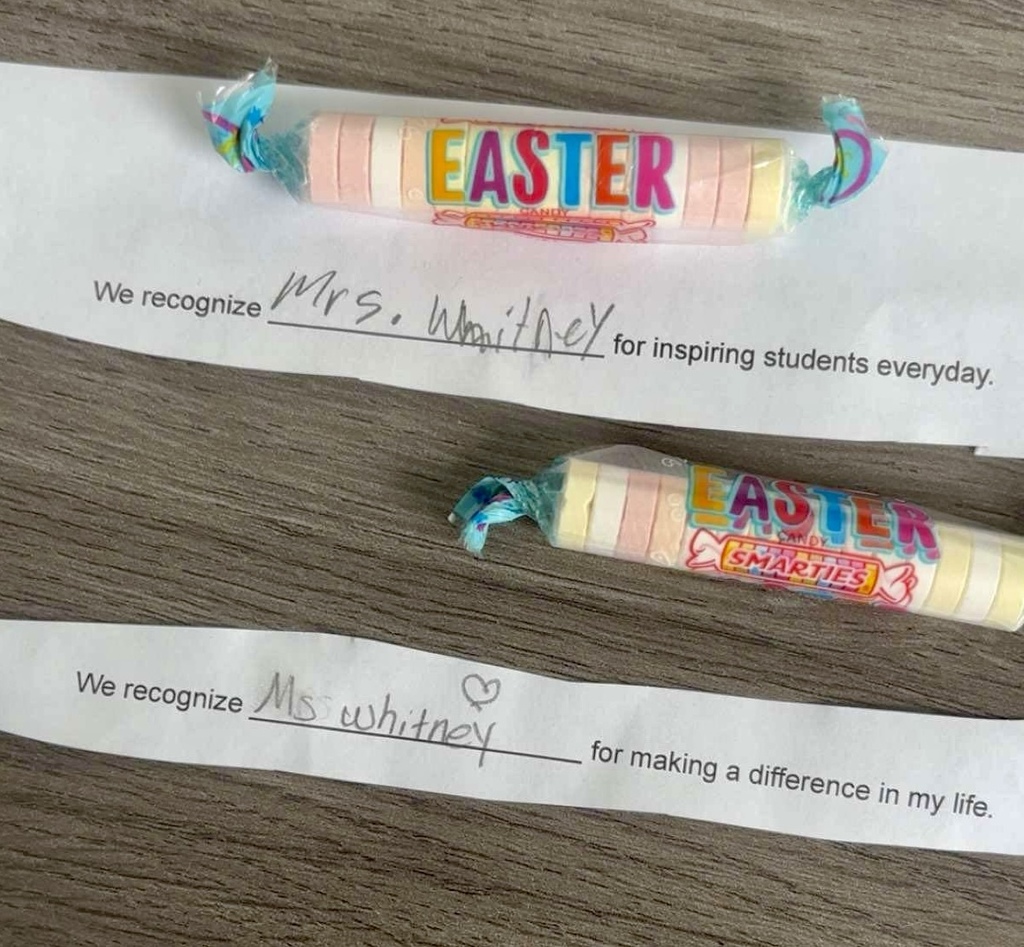 EASTER
CANDY
We recognize Mrs. Whitney for inspiring students everyday.
EASTER
CANDY
SMARTIES
We recognize Ms whitney for making a difference in my life.